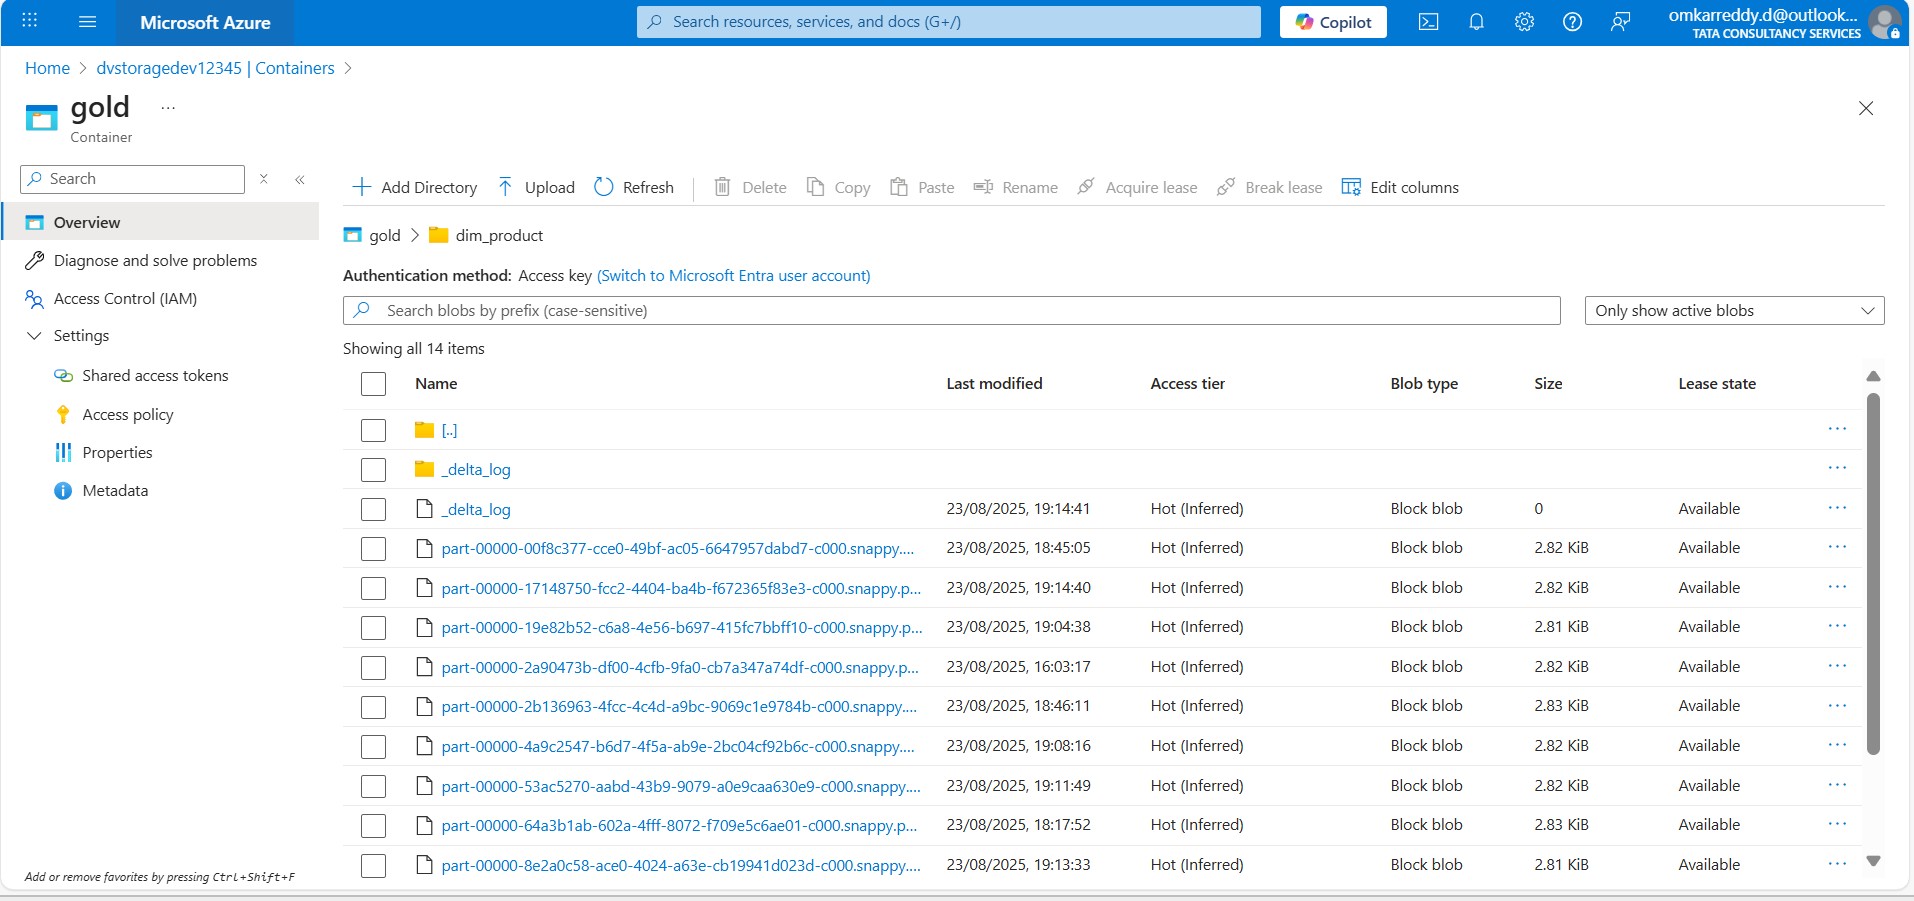 Microsoft Azure
Search resources, services, and docs (G+/)
Copilot
omkarreddy.d@outlook...
TATA CONSULTANCY SERVICES
Home > dvstoragedev12345 | Containers >
gold ...
Container
Search
Overview
Diagnose and solve problems
Access Control (IAM)
Settings
Shared access tokens
Access policy
Properties
Metadata
Add or remove favorites by pressing Ctrl+Shift+F
Add Directory Upload Refresh Delete Copy Paste Rename Acquire lease Break lease Edit columns
gold > dim_product
Authentication method: Access key (Switch to Microsoft Entra user account)
Search blobs by prefix (case-sensitive)
Only show active blobs
Showing all 14 items
Name Last modified Access tier Blob type Size Lease state
[..] ...
_delta_log ...
_delta_log 23/08/2025, 19:14:41 Hot (Inferred) Block blob 0 Available ...
part-00000-00f8c377-cce0-49bf-ac05-6647957dabd7-c000.snappy.... 23/08/2025, 18:45:05 Hot (Inferred) Block blob 2.82 KiB Available ...
part-00000-17148750-fcc2-4404-ba4b-f672365f83e3-c000.snappy.p... 23/08/2025, 19:14:40 Hot (Inferred) Block blob 2.82 KiB Available ...
part-00000-19e82b52-c6a8-4e56-b697-415fc7bbff10-c000.snappy.p... 23/08/2025, 19:04:38 Hot (Inferred) Block blob 2.81 KiB Available ...
part-00000-2a90473b-df00-4cfb-9fa0-cb7a347a74df-c000.snappy.p... 23/08/2025, 16:03:17 Hot (Inferred) Block blob 2.82 KiB Available ...
part-00000-2b136963-4fcc-4c4d-a9bc-9069c1e9784b-c000.snappy.... 23/08/2025, 18:46:11 Hot (Inferred) Block blob 2.83 KiB Available ...
part-00000-4a9c2547-b6d7-4f5a-ab9e-2bc04cf92b6c-c000.snappy.... 23/08/2025, 19:08:16 Hot (Inferred) Block blob 2.82 KiB Available ...
part-00000-53ac5270-aabd-43b9-9079-a0e9caa630e9-c000.snappy.... 23/08/2025, 19:11:49 Hot (Inferred) Block blob 2.82 KiB Available ...
part-00000-64a3b1ab-602a-4fff-8072-f709e5c6ae01-c000.snappy.p... 23/08/2025, 18:17:52 Hot (Inferred) Block blob 2.83 KiB Available ...
part-00000-8e2a0c58-ace0-4024-a63e-cb19941d023d-c000.snappy.... 23/08/2025, 19:13:33 Hot (Inferred) Block blob 2.81 KiB Available ...